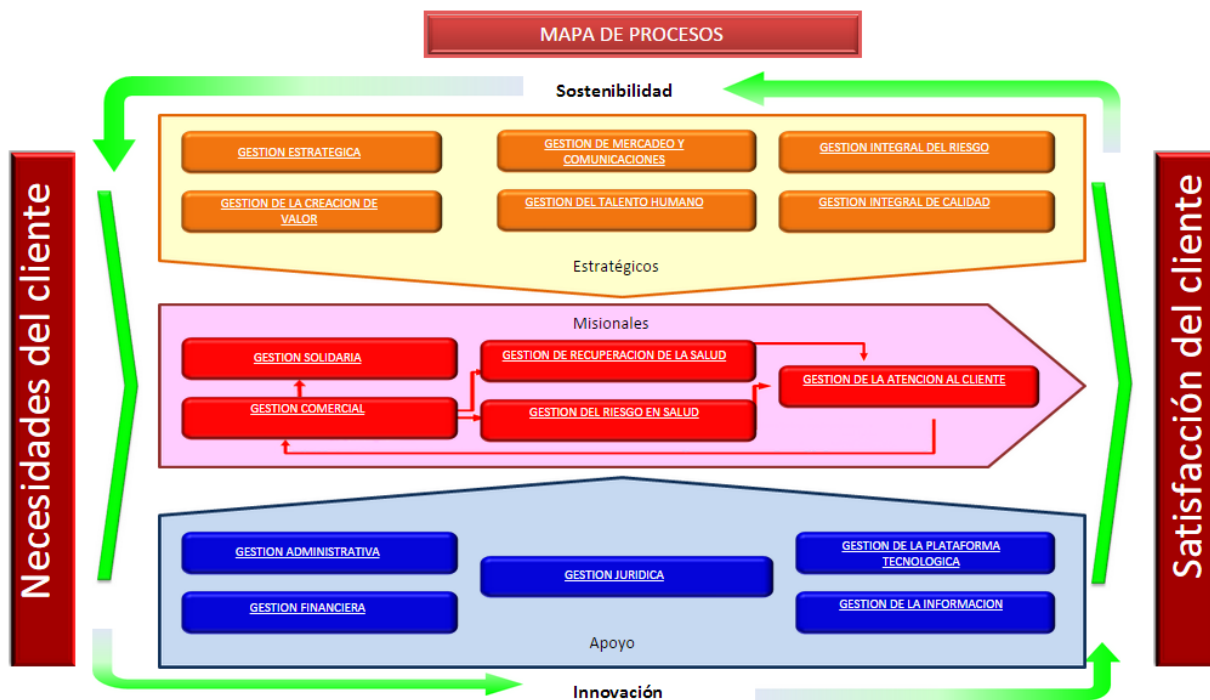 MAPA DE PROCESOS
Sostenibilidad
Necesidades del cliente
GESTION ESTRATEGICA
GESTION DE MERCADEO Y
COMUNICACIONES
GESTION INTEGRAL DEL RIESGO
GESTION DE LA CREACION DE
VALOR
GESTION DEL TALENTO HUMANO
GESTION INTEGRAL DE CALIDAD
Estratégicos
Misionales
GESTION SOLIDARIA
GESTION DE RECUPERACION DE LA SALUD
GESTION DE LA ATENCION AL CLIENTE
GESTION COMERCIAL
GESTION DEL RIESGO EN SALUD
GESTION ADMINISTRATIVA
GESTION JURIDICA
GESTION DE LA PLATAFORMA
TECNOLOGICA
GESTION FINANCIERA
GESTION DE LA INFORMACION
Apoyo
Innovación
Satisfacción del cliente